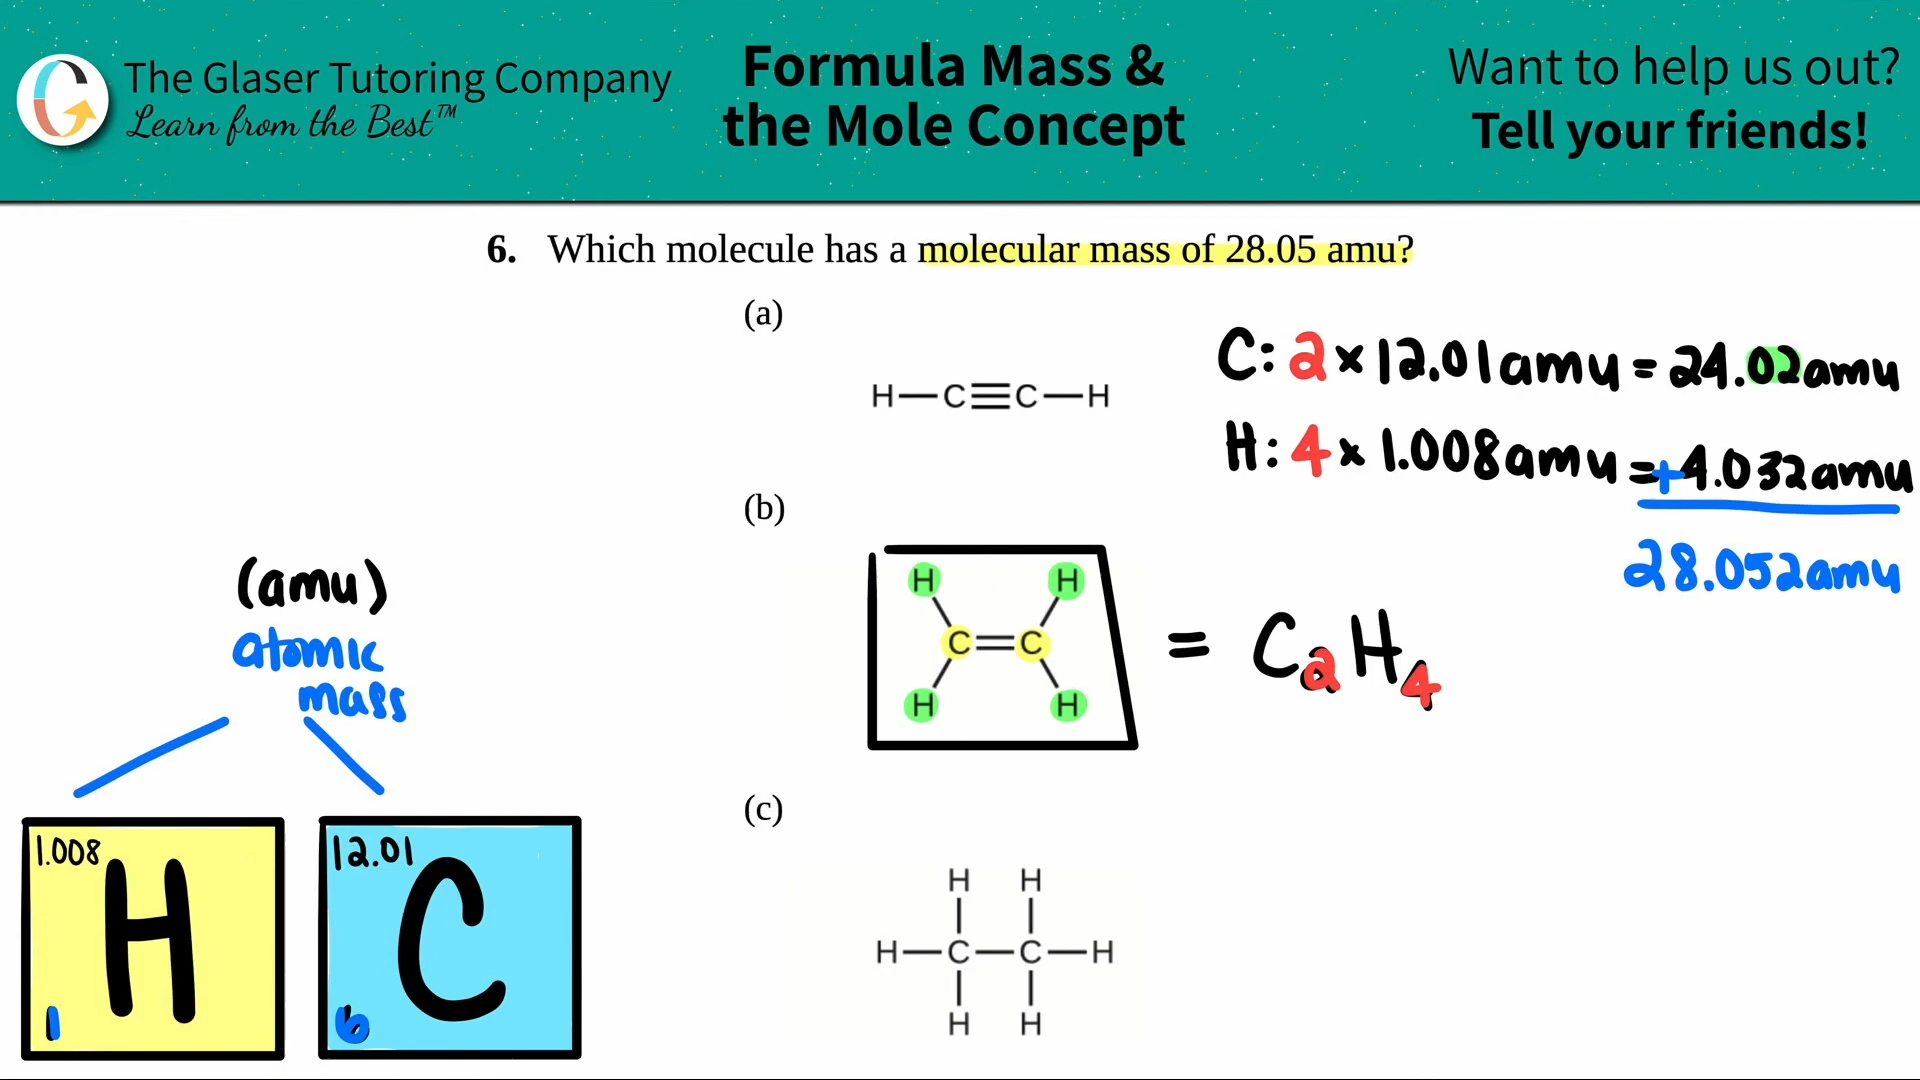 The Glaser Tutoring Company
Learn from the Best™
Formula Mass &
the Mole Concept
Want to help us out?
Tell your friends!
6. Which molecule has a molecular mass of 28.05 amu?
(a)
H—C≡C—H
C: 2 × 12.01 amu = 24.02 amu
H: 4 × 1.008 amu = + 4.032 amu
28.052 amu
(b)
H H
C=C
H H
= C2H4
(amu)
atomic
mass
1.008
H
1
12.01
C
6
(c)
H H
H—C—C—H
H H